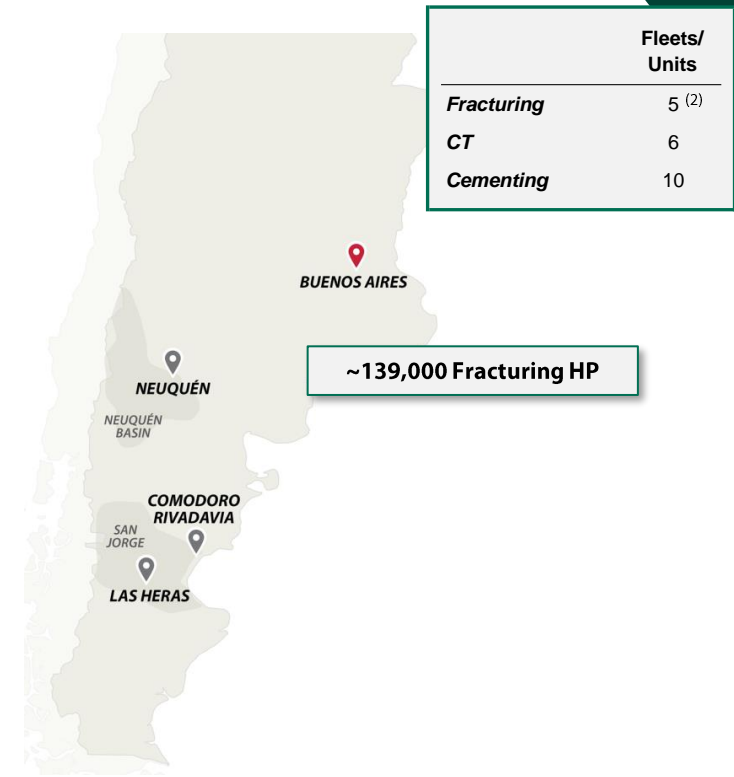 Fleets/
Units
Fracturing 5 (2)
CT 6
Cementing 10
BUENOS AIRES
~139,000 Fracturing HP
NEUQUÉN
NEUQUÉN
BASIN
COMODORO
RIVADAVIA
SAN
JORGE
LAS HERAS